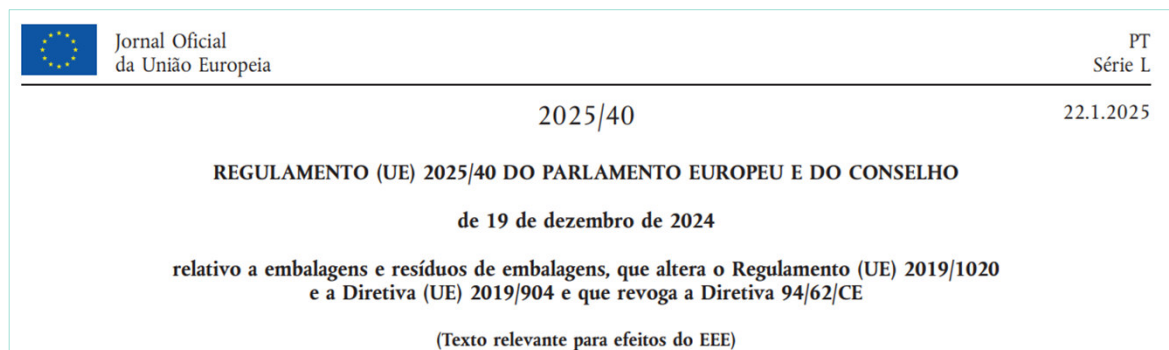 Jornal Oficial
da União Europeia
PT
Série L
2025/40
22.1.2025
REGULAMENTO (UE) 2025/40 DO PARLAMENTO EUROPEU E DO CONSELHO
de 19 de dezembro de 2024
relativo a embalagens e resíduos de embalagens, que altera o Regulamento (UE) 2019/1020
e a Diretiva (UE) 2019/904 e que revoga a Diretiva 94/62/CE
(Texto relevante para efeitos do EEE)